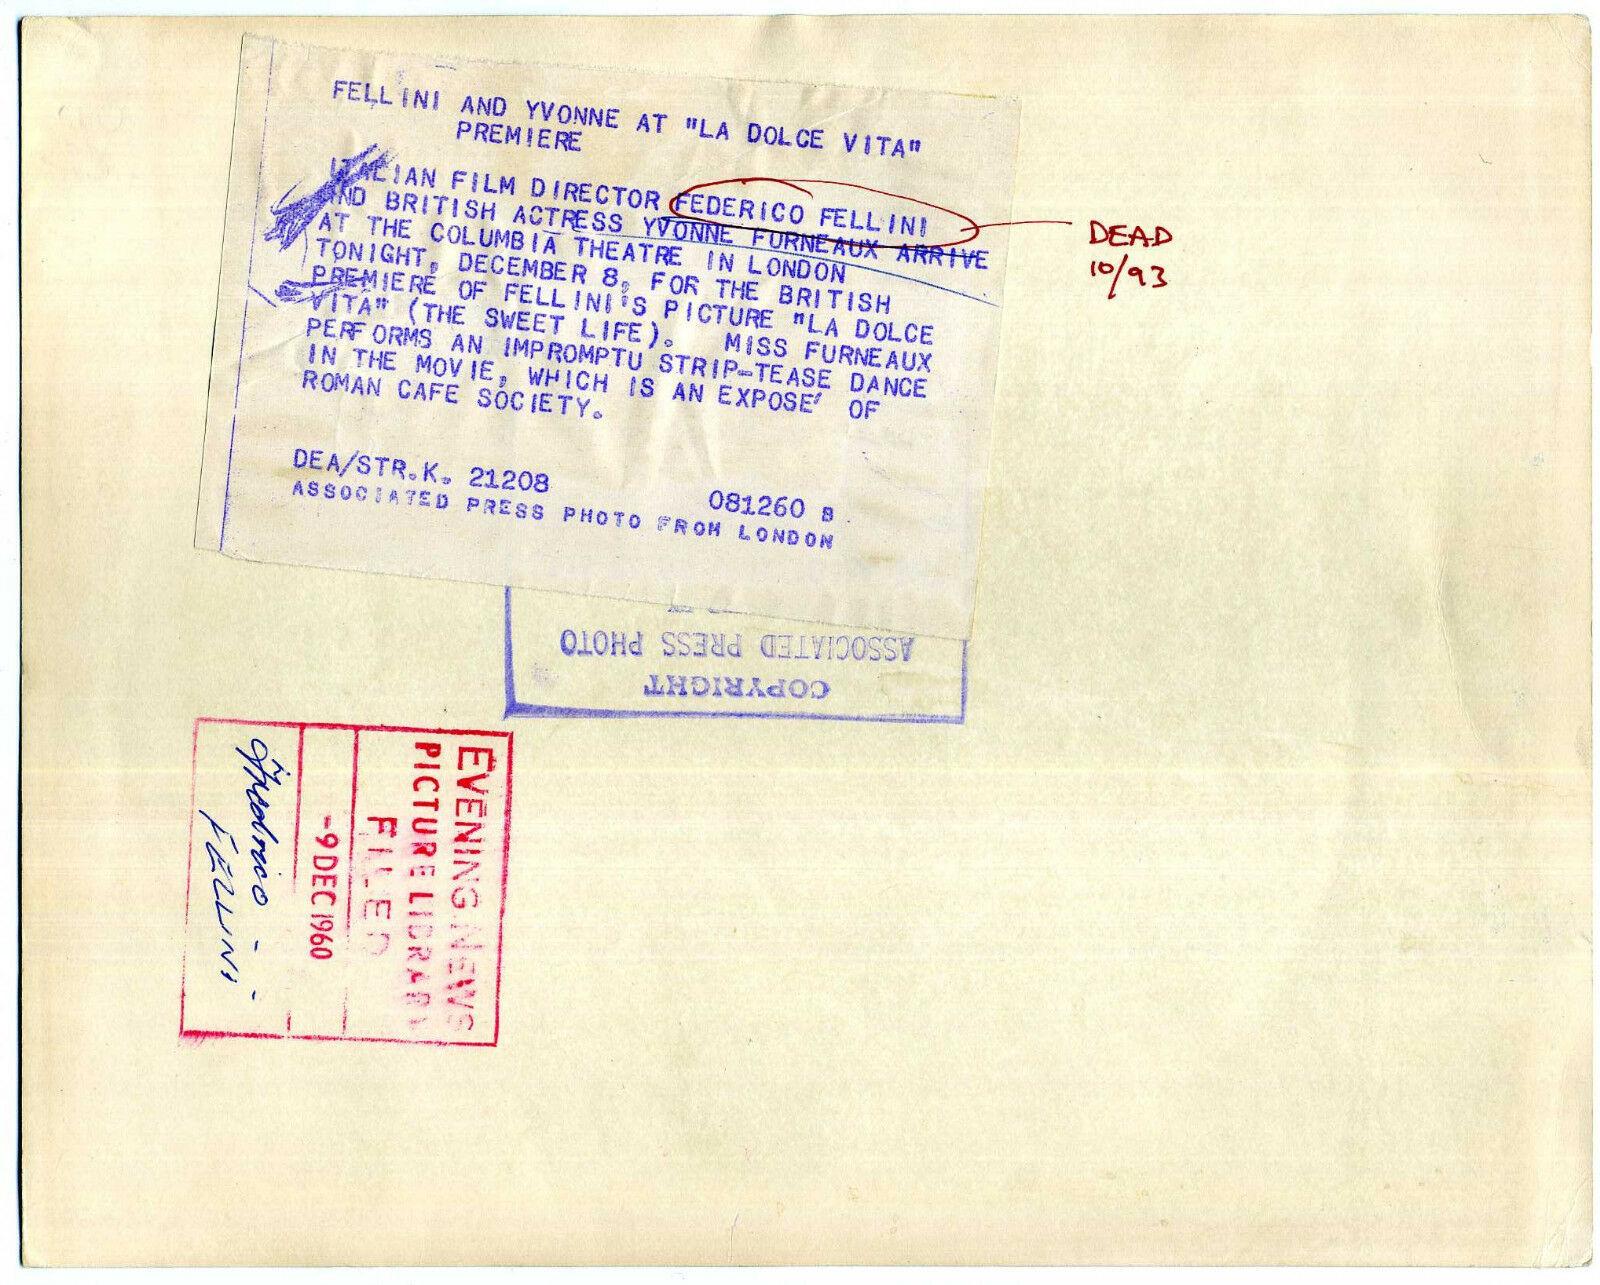 FELLINI AND YVONNE AT "LA DOLCE VITA"
PREMIERE
ITALIAN FILM DIRECTOR FEDERICO FELLINI
AND BRITISH ACTRESS YVONNE FURNEAUX ARRIVE
AT THE COLUMBIA THEATRE IN LONDON
TONIGHT, DECEMBER 8, FOR THE BRITISH
PREMIERE OF FELLINI'S PICTURE "LA DOLCE
VITA" (THE SWEET LIFE). MISS FURNEAUX
PERFORMS AN IMPROMPTU STRIP-TEASE DANCE
IN THE MOVIE, WHICH IS AN EXPOSE' OF
ROMAN CAFE SOCIETY.
DEA/STR.K. 21208 081260 B
ASSOCIATED PRESS PHOTO FROM LONDON
DEAD
10/93
COPYRIGHT
ASSOCIATED PRESS PHOTO
EVENING NEWS
PICTURE LIBRARY
FILED
-9 DEC 1960
Fredrico -
FELLINI -